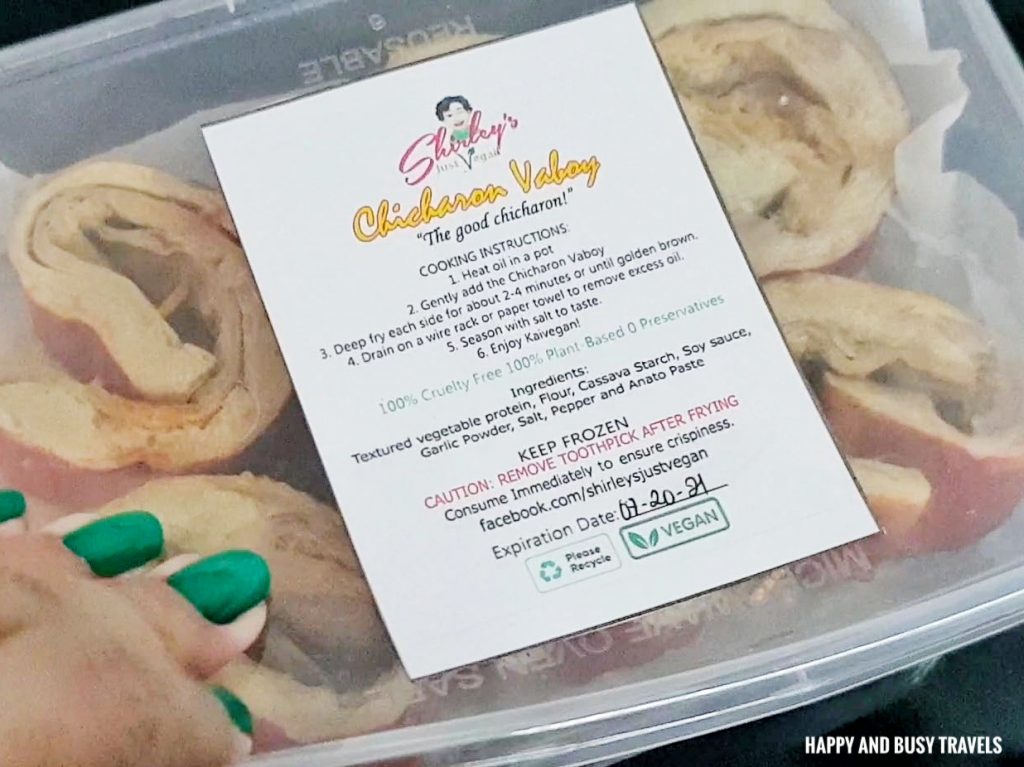 REUSABLE
Shirley's
Just Vegan
Chicharon Vaboy
"The good chicharon!"
COOKING INSTRUCTIONS:
1. Heat oil in a pot
2. Gently add the Chicharon Vaboy
3. Deep fry each side for about 2-4 minutes or until golden brown.
4. Drain on a wire rack or paper towel to remove excess oil.
5. Season with salt to taste.
6. Enjoy Kaivegan!
100% Cruelty Free 100% Plant-Based 0 Preservatives
Ingredients:
Textured vegetable protein, Flour, Cassava Starch, Soy sauce,
Garlic Powder, Salt, Pepper and Anato Paste
KEEP FROZEN
CAUTION: REMOVE TOOTHPICK AFTER FRYING
Consume Immediately to ensure crispiness.
facebook.com/shirleysjustvegan
Expiration Date: 07-20-21
Please
Recycle
VEGAN
OVEN SAFE
HAPPY AND BUSY TRAVELS